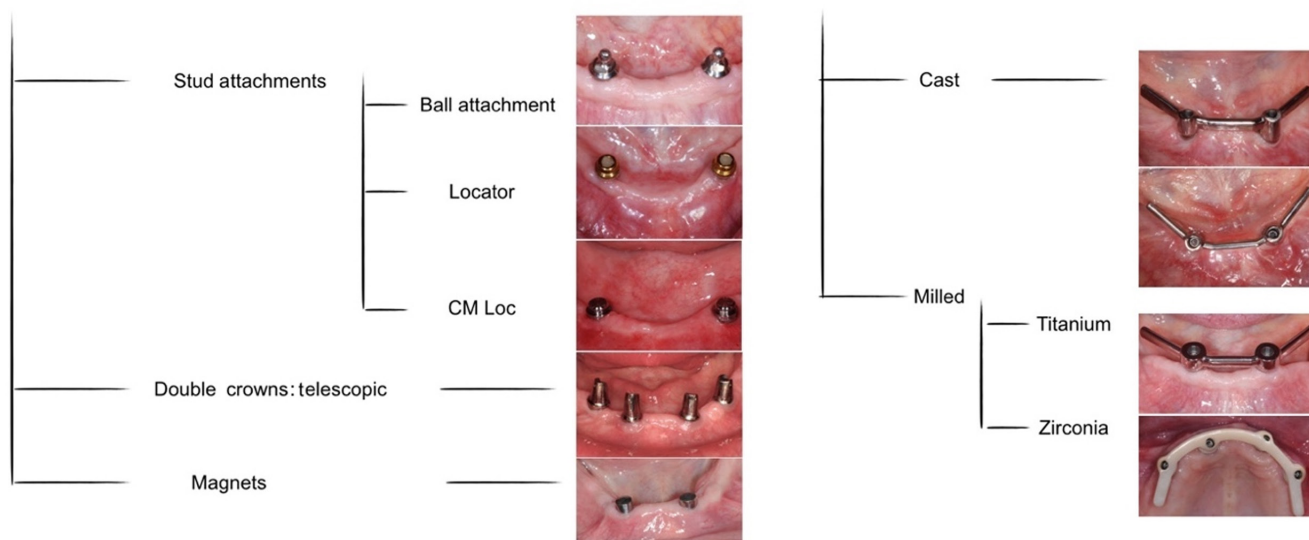 Stud attachments
Ball attachment
Locator
CM Loc
Double crowns: telescopic
Magnets
Cast
Milled
Titanium
Zirconia